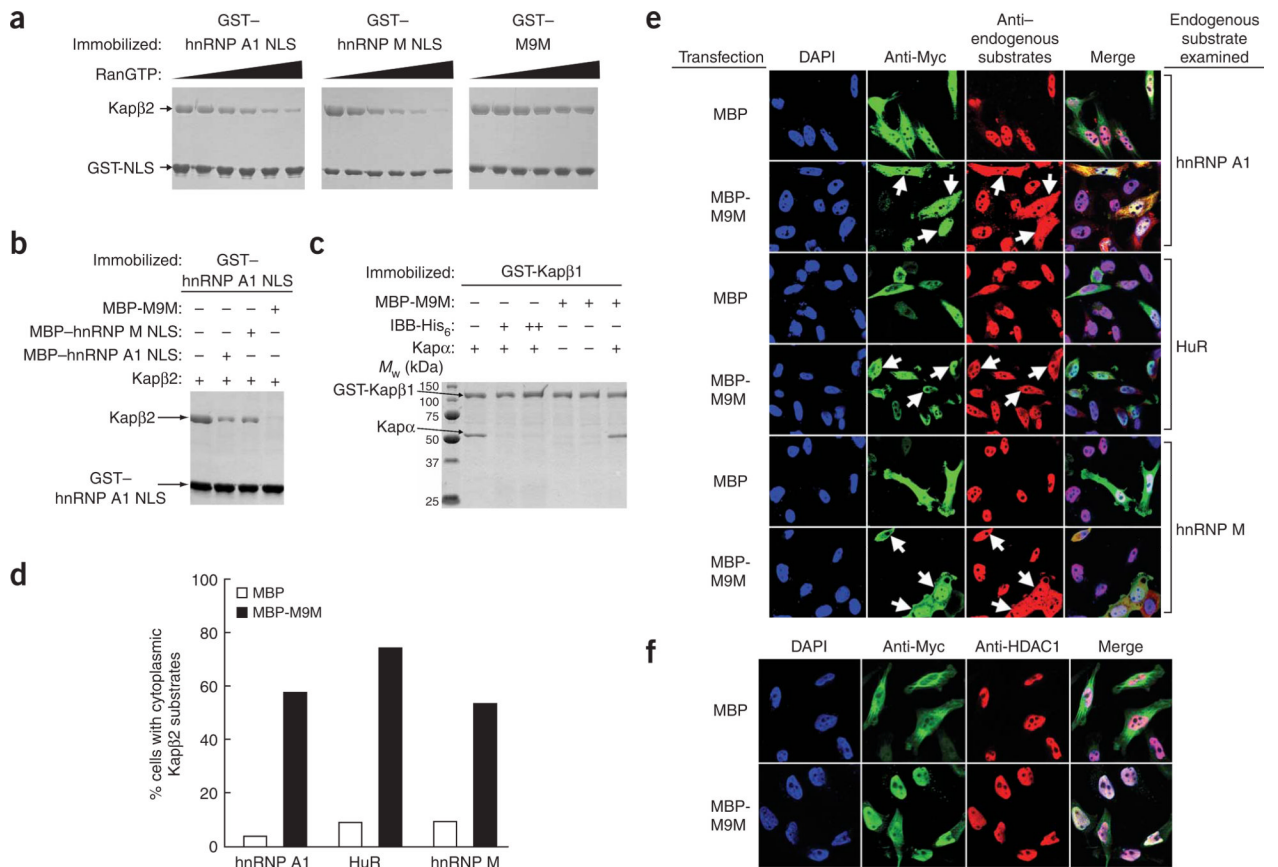 a
Immobilized:
GST–
hnRNP A1 NLS
GST–
hnRNP M NLS
GST–
M9M
RanGTP
Kapβ2
GST-NLS
b
Immobilized:
GST–
hnRNP A1 NLS
MBP-M9M: – – – +
MBP–hnRNP M NLS: – – + –
MBP–hnRNP A1 NLS: – + – –
Kapβ2: + + + +
Kapβ2
GST–
hnRNP A1 NLS
c
Immobilized: GST-Kapβ1
MBP-M9M: – – – + + +
IBB-His6: – + ++ – – –
Kapα: + + + – – +
Mw (kDa)
GST-Kapβ1
Kapα
150
100
75
50
37
25
d
% cells with cytoplasmic
Kapβ2 substrates
100
80
60
40
20
0
MBP
MBP-M9M
hnRNP A1 HuR hnRNP M
e
Transfection
DAPI
Anti-Myc
Anti–
endogenous
substrates
Merge
Endogenous
substrate
examined
MBP
MBP-
M9M
hnRNP A1
MBP
MBP-
M9M
HuR
MBP
MBP-
M9M
hnRNP M
f
DAPI Anti-Myc Anti-HDAC1 Merge
MBP
MBP-
M9M